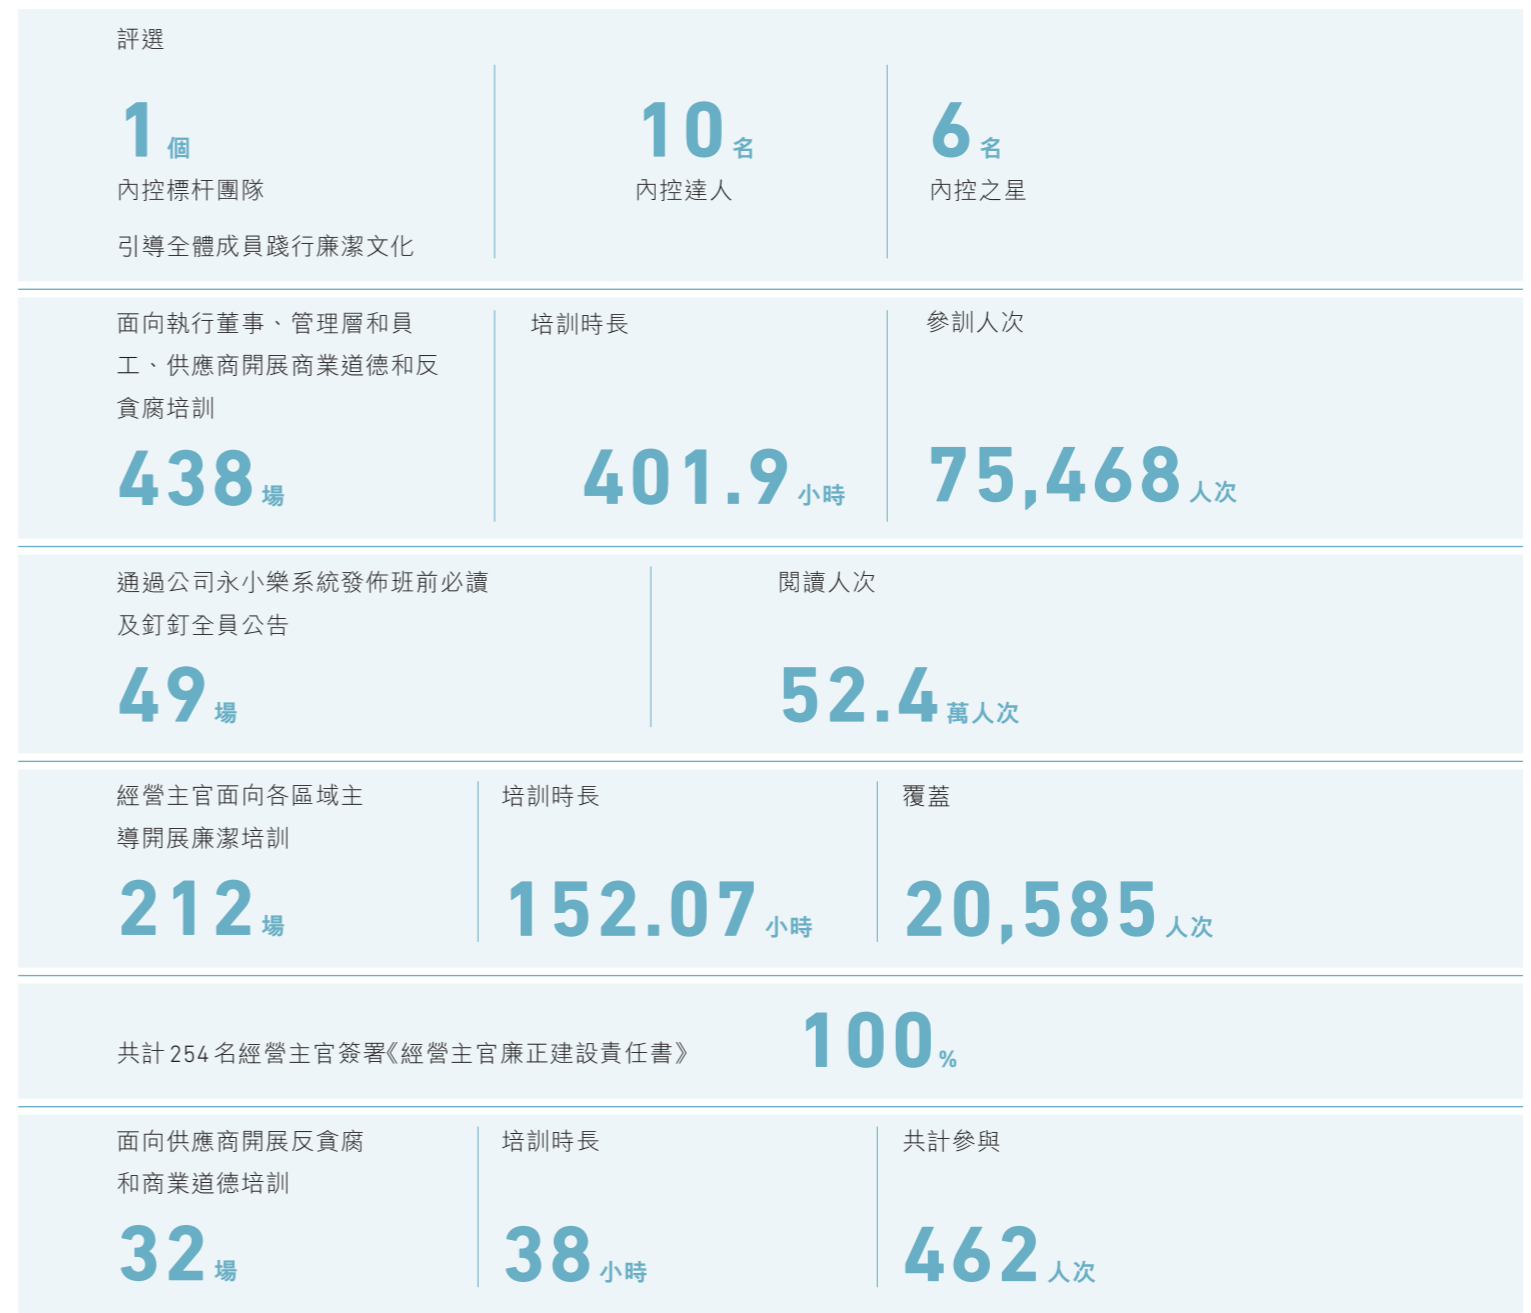 評選
1個
內控標杆團隊
引導全體成員踐行廉潔文化
10名
內控達人
6名
內控之星
面向執行董事、管理層和員
工、供應商開展商業道德和反
貪腐培訓
438場
培訓時長
401.9小時
參訓人次
75,468人次
通過公司永小樂系統發佈班前必讀
及釘釘全員公告
49場
閱讀人次
52.4萬人次
經營主官面向各區域主
導開展廉潔培訓
212場
培訓時長
152.07小時
覆蓋
20,585人次
共計254名經營主官簽署《經營主官廉正建設責任書》
100%
面向供應商開展反貪腐
和商業道德培訓
32場
培訓時長
38小時
共計參與
462人次